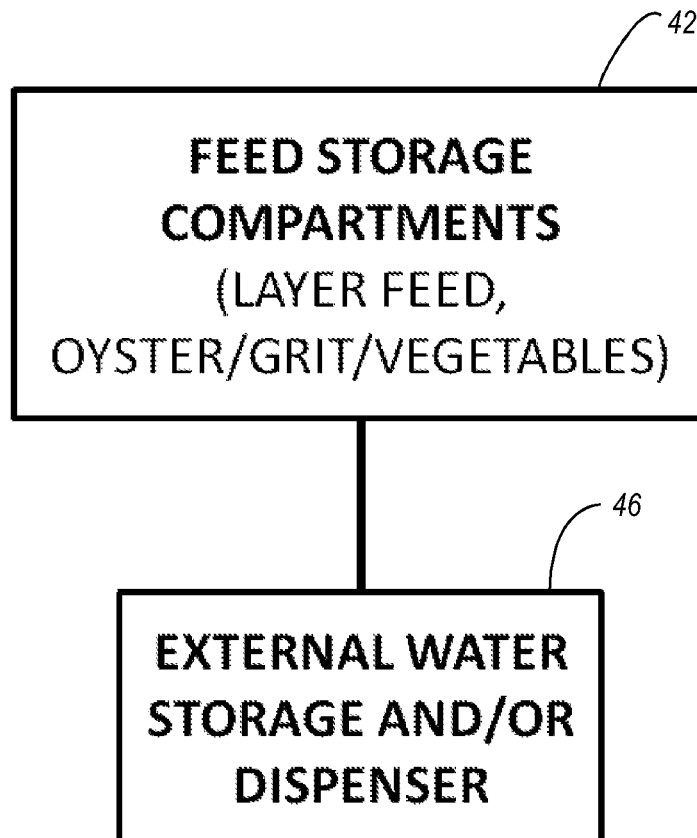 42
FEED STORAGE
COMPARTMENTS
(LAYER FEED,
OYSTER/GRIT/VEGETABLES)
46
EXTERNAL WATER
STORAGE AND/OR
DISPENSER